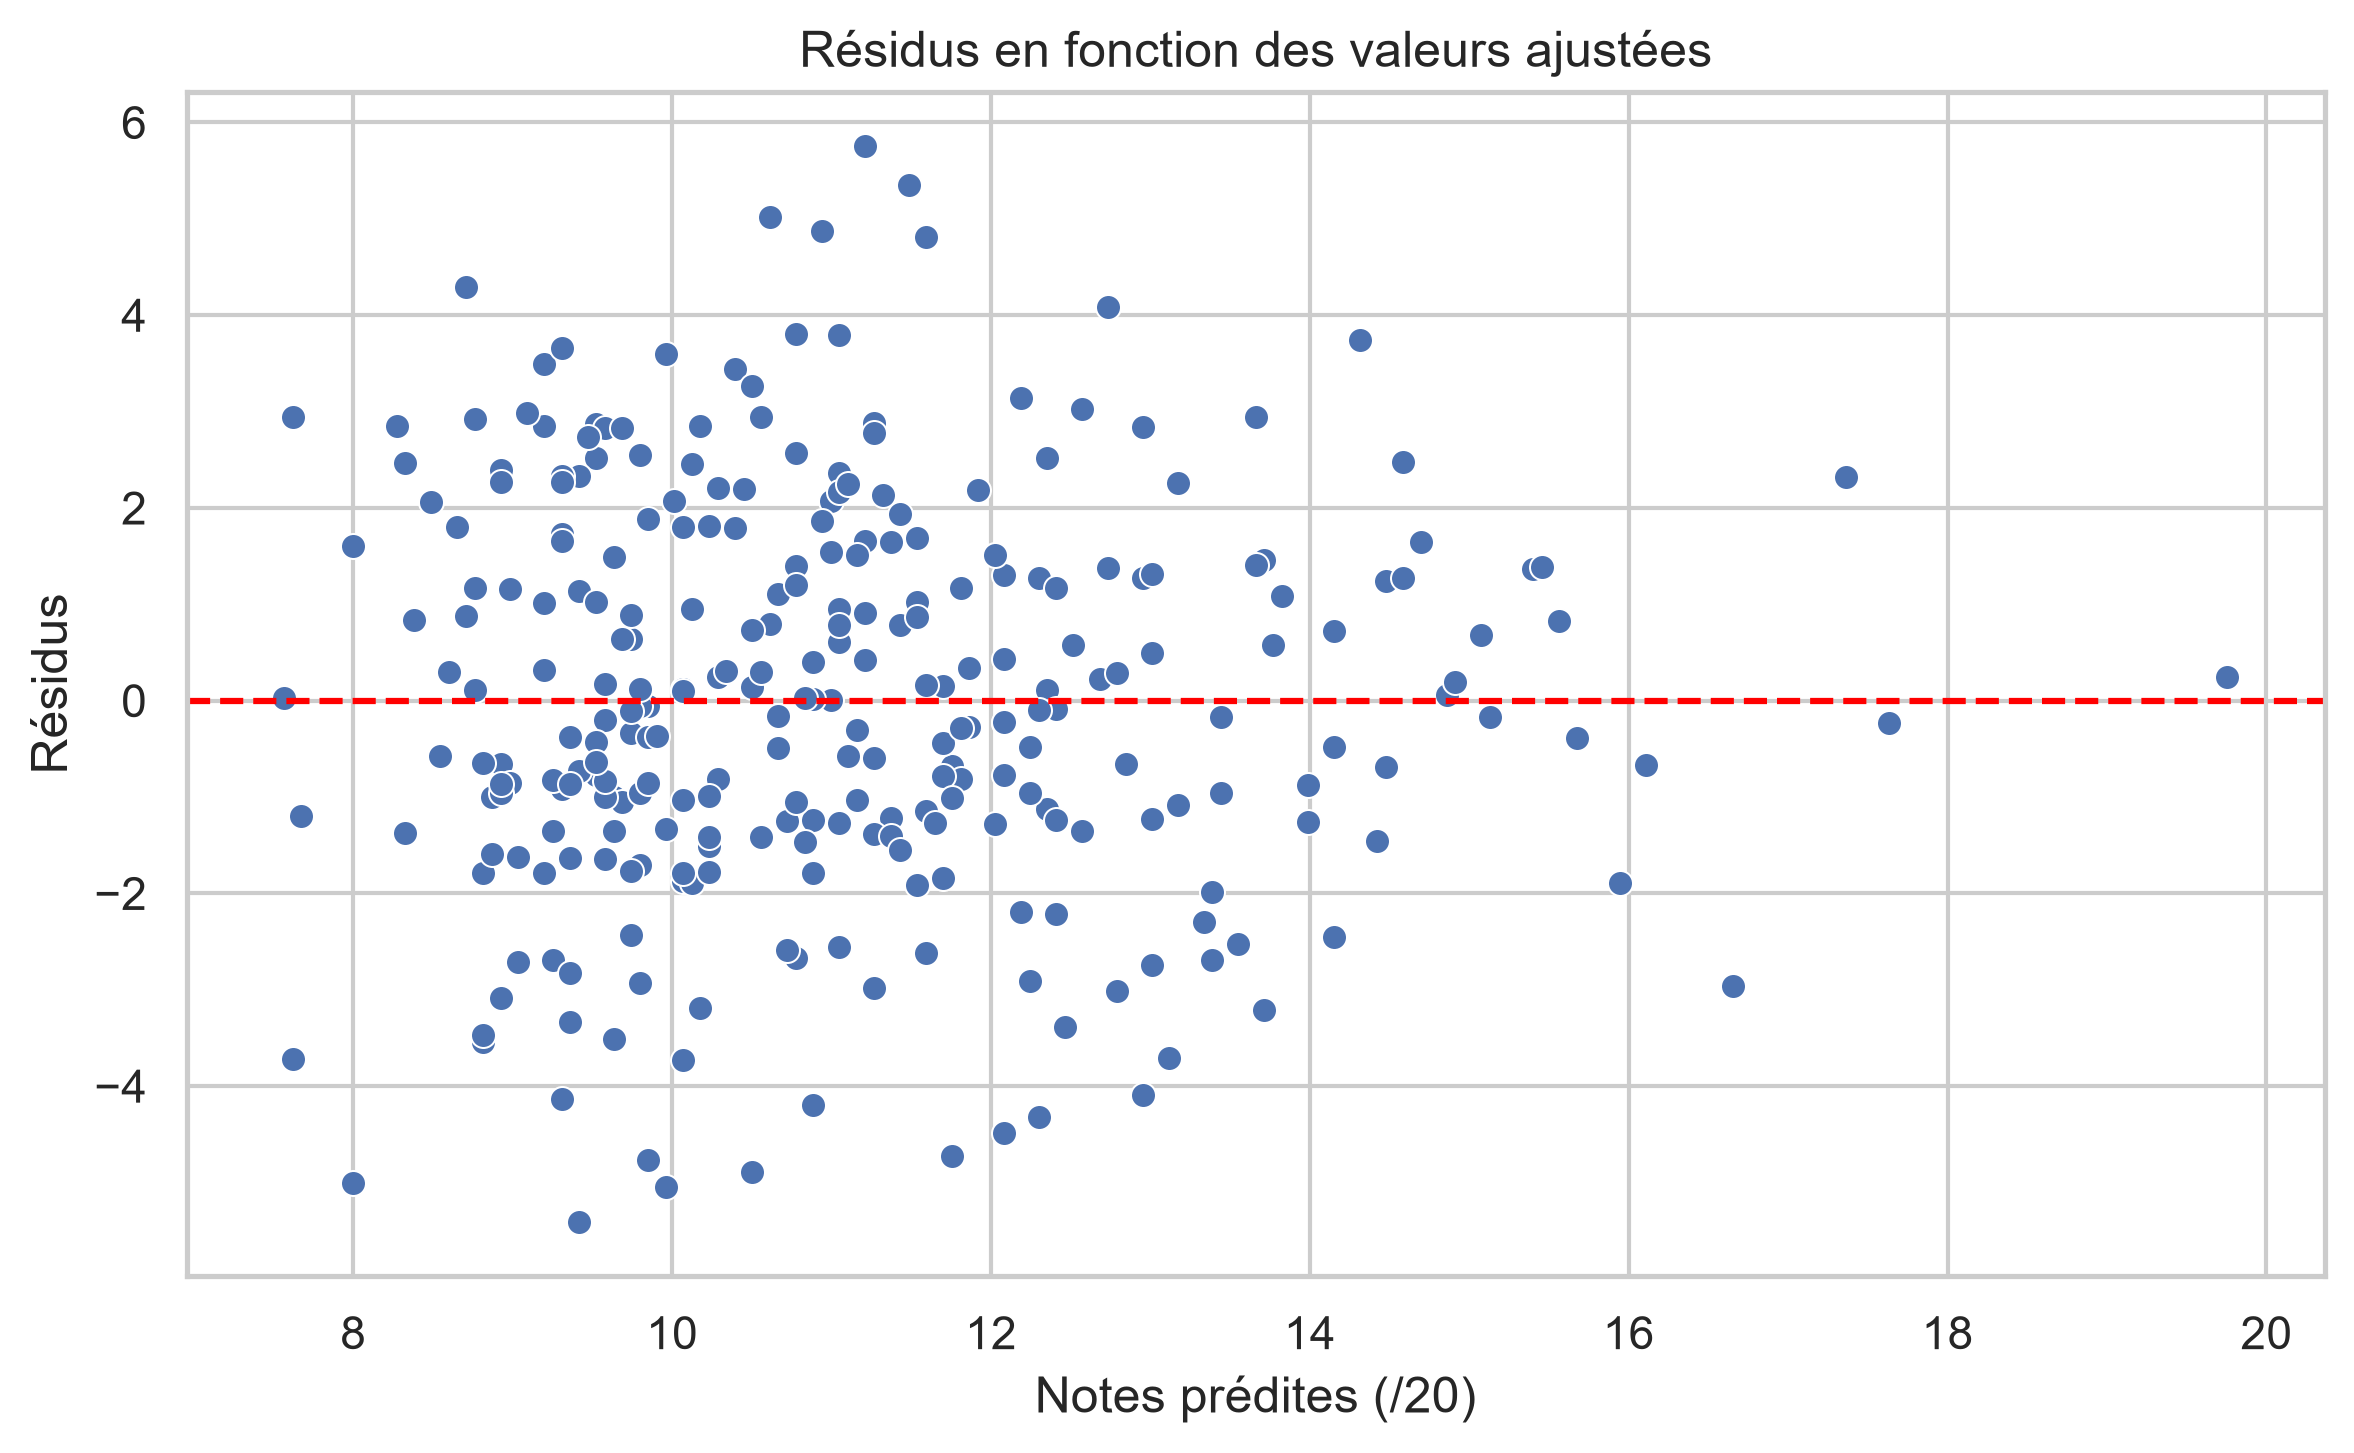 Résidus en fonction des valeurs ajustées
6
4
2
0
−2
−4
Résidus
8 10 12 14 16 18 20
Notes prédites (/20)